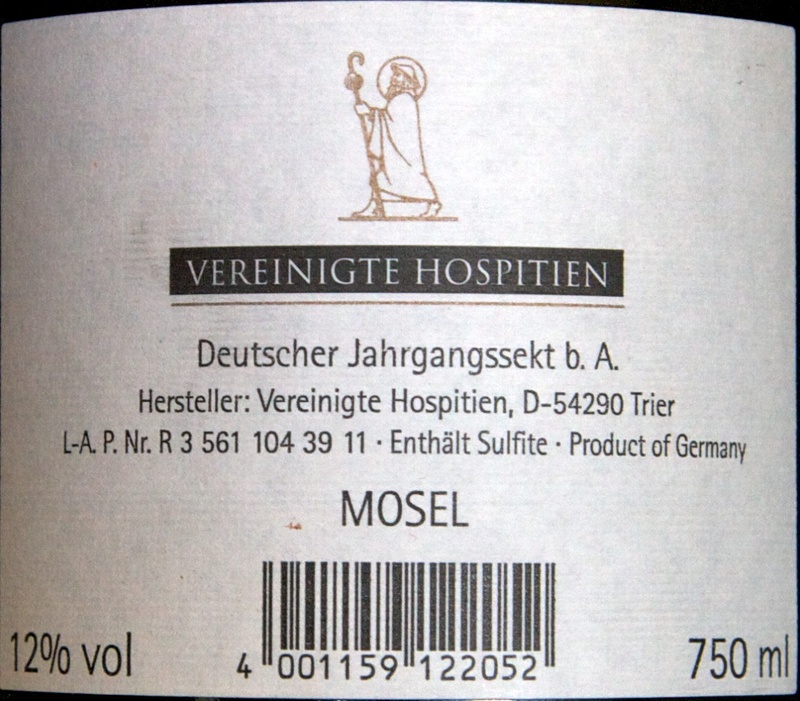 VEREINIGTE HOSPITIEN
Deutscher Jahrgangssekt b. A.
Hersteller: Vereinigte Hospitien, D-54290 Trier
L-A. P. Nr. R 3 561 104 39 11 · Enthält Sulfite · Product of Germany
MOSEL
12% vol
4 001159 122052
750 ml